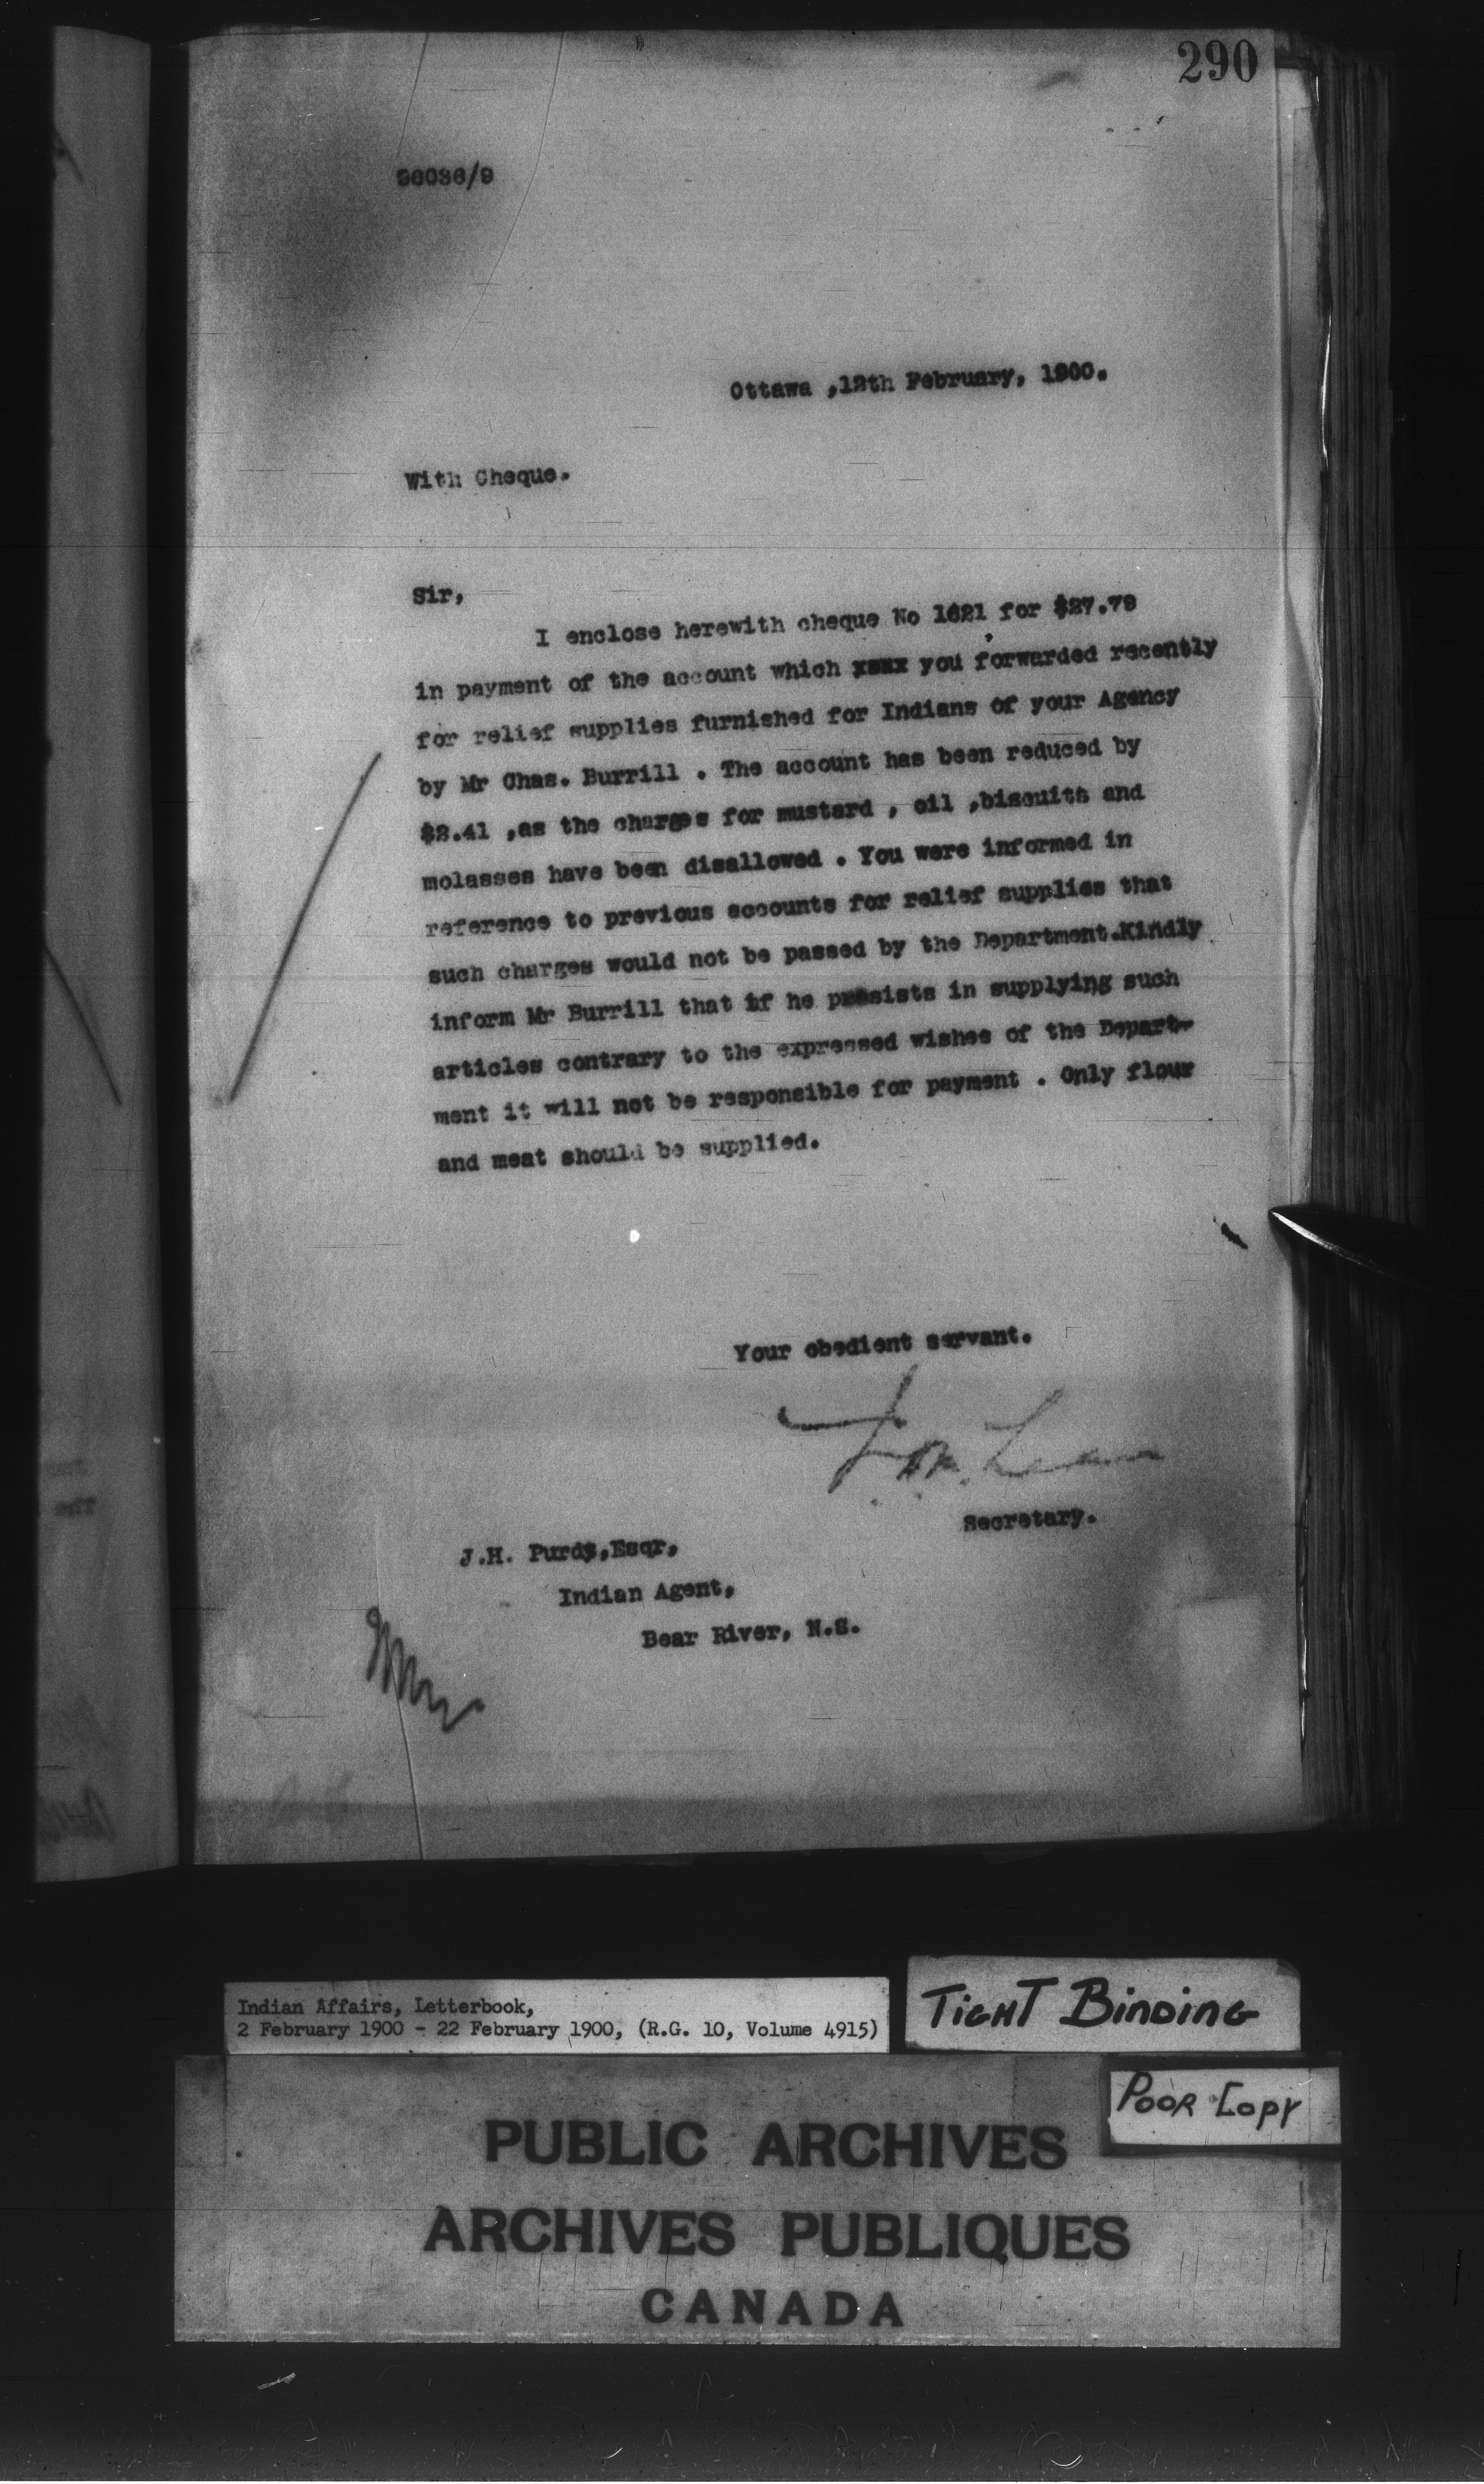 290
96036/9
Ottawa ,12th February, 1900.
With Cheque.
Sir,
I enclose herewith cheque No 1621 for $27.79
in payment of the account which xxxx you forwarded recently
for relief supplies furnished for Indians of your Agency
by Mr Chas. Burrill . The account has been reduced by
$2.41 ,as the charges for mustard , oil ,biscuits and
molasses have been disallowed . You were informed in
reference to previous accounts for relief supplies that
such charges would not be passed by the Department.Kindly
inform Mr Burrill that if he presists in supplying such
articles contrary to the expressed wishes of the Depart-
ment it will not be responsible for payment . Only flour
and meat should be supplied.
Your obedient servant.
J. D. McLean
Secretary.
J.H. Purdy,Esqr,
Indian Agent,
Bear River, N.S.
Indian Affairs, Letterbook,
2 February 1900 - 22 February 1900, (R.G. 10, Volume 4915)
TIGHT BINDING
POOR COPY
PUBLIC ARCHIVES
ARCHIVES PUBLIQUES
CANADA